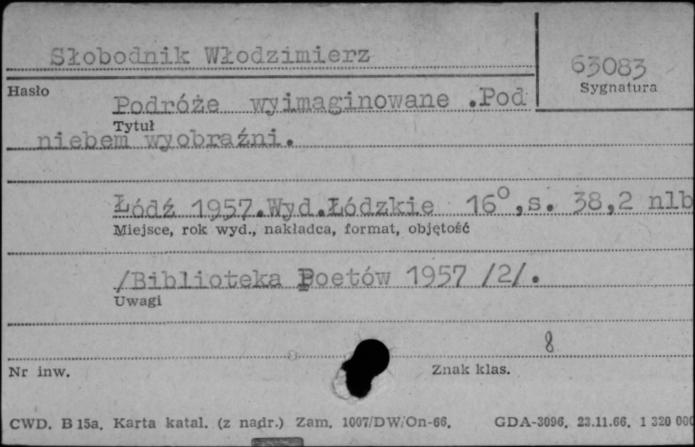 Słobodnik Włodzimierz
63083
Hasło
Sygnatura
Podróże wyimaginowane .Pod
Tytuł
niebem wyobraźni.
Łódź 1957.Wyd.Łódzkie 16°,s. 38,2 nlb
Miejsce, rok wyd., nakładca, format, objętość
/Biblioteka Poetów 1957 /2/.
Uwagi
8
Nr inw.
Znak klas.
CWD. B 15a. Karta katal. (z nadr.) Zam. 1007/DW/On-66. GDA-3096. 23.11.66. 1 320 000